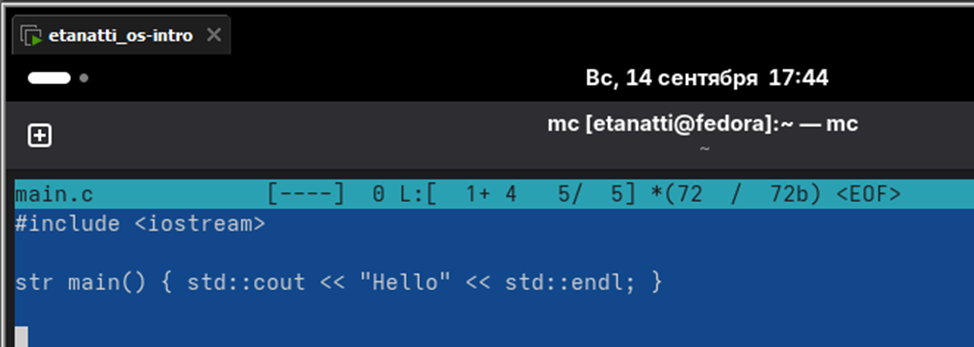 etanatti_os-intro
Вс, 14 сентября 17:44
mc [etanatti@fedora]:~ — mc
~
main.c [----] 0 L:[ 1+ 4 5/ 5] *(72 / 72b) <EOF>
#include <iostream>
str main() { std::cout << "Hello" << std::endl; }